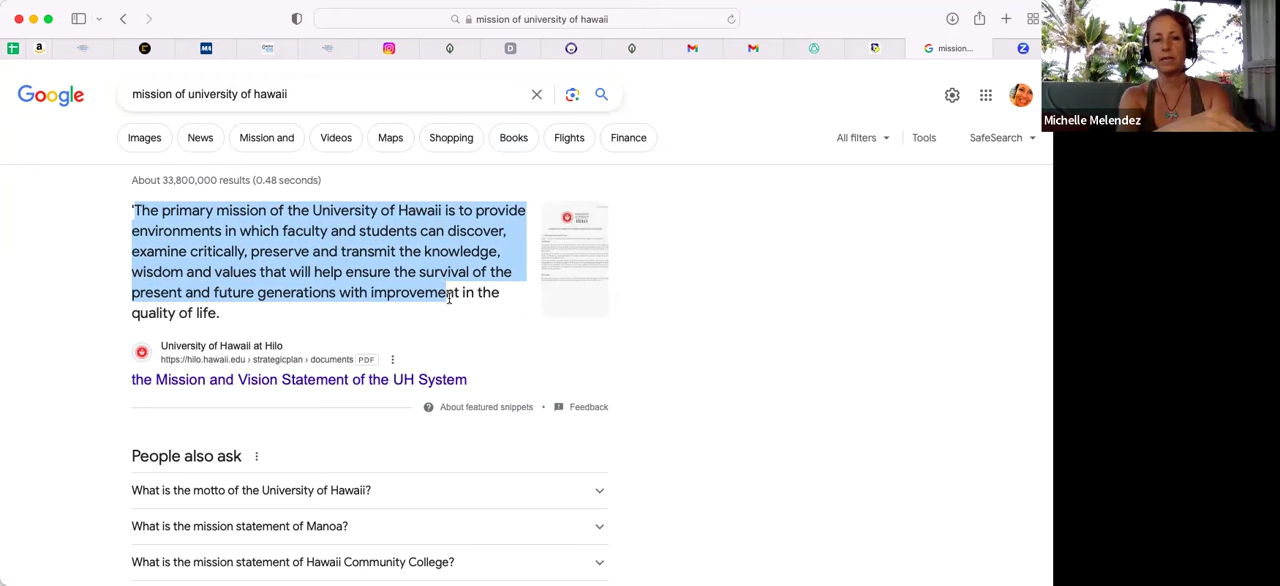 mission of university of hawaii
mission...
Google
mission of university of hawaii
Images
News
Mission and
Videos
Maps
Shopping
Books
Flights
Finance
All filters
Tools
SafeSearch
Michelle Melendez
About 33,800,000 results (0.48 seconds)
'The primary mission of the University of Hawaii is to provide
environments in which faculty and students can discover,
examine critically, preserve and transmit the knowledge,
wisdom and values that will help ensure the survival of the
present and future generations with improvement in the
quality of life.
University of Hawaii at Hilo
https://hilo.hawaii.edu › strategicplan › documents PDF
the Mission and Vision Statement of the UH System
About featured snippets • Feedback
People also ask
What is the motto of the University of Hawaii?
What is the mission statement of Manoa?
What is the mission statement of Hawaii Community College?